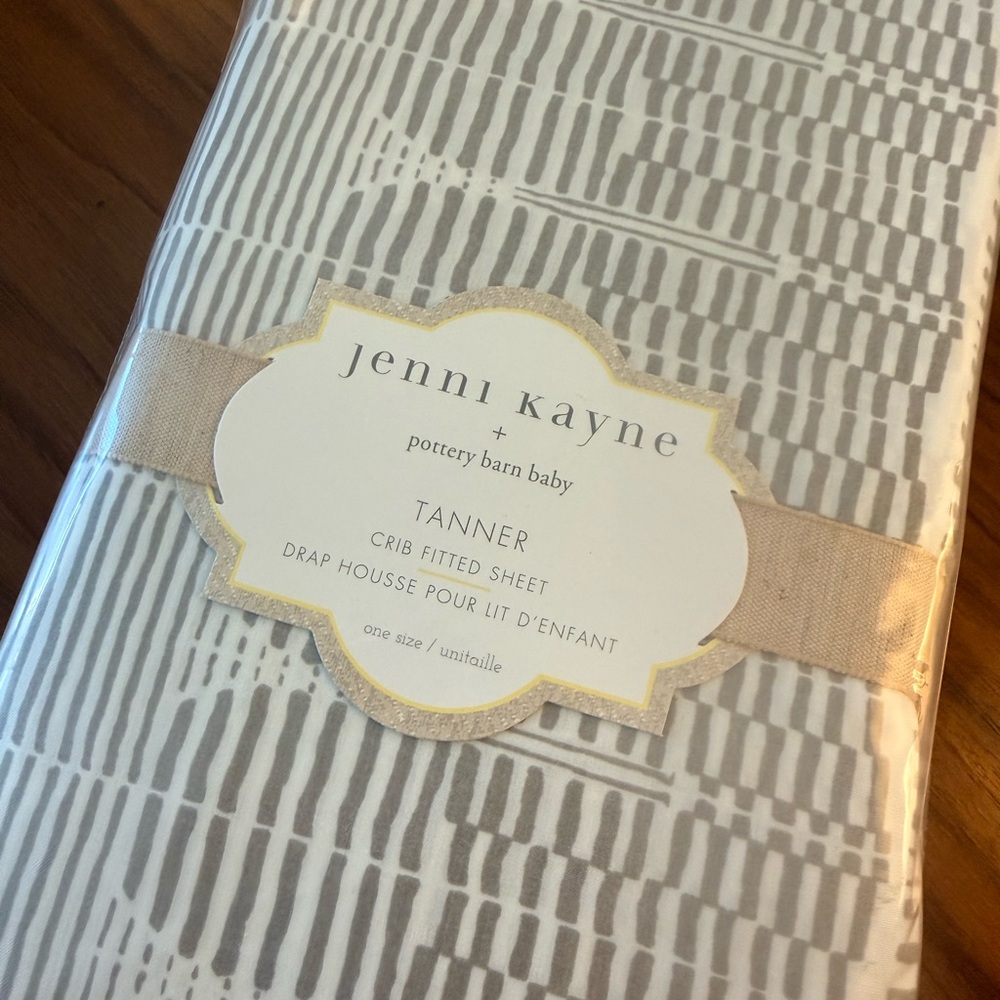 jenni kayne
+
pottery barn baby
TANNER
CRIB FITTED SHEET
DRAP HOUSSE POUR LIT D'ENFANT
one size / unitaille